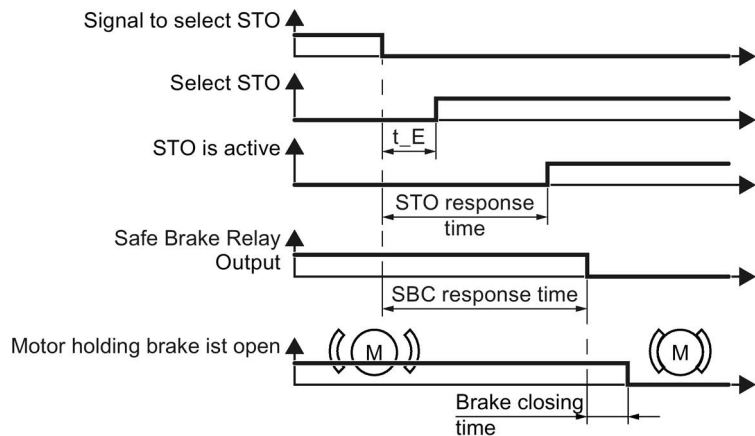 Signal to select STO
Select STO
t_E
STO is active
STO response
time
Safe Brake Relay
Output
SBC response time
Motor holding brake ist open
M
M
Brake closing
time